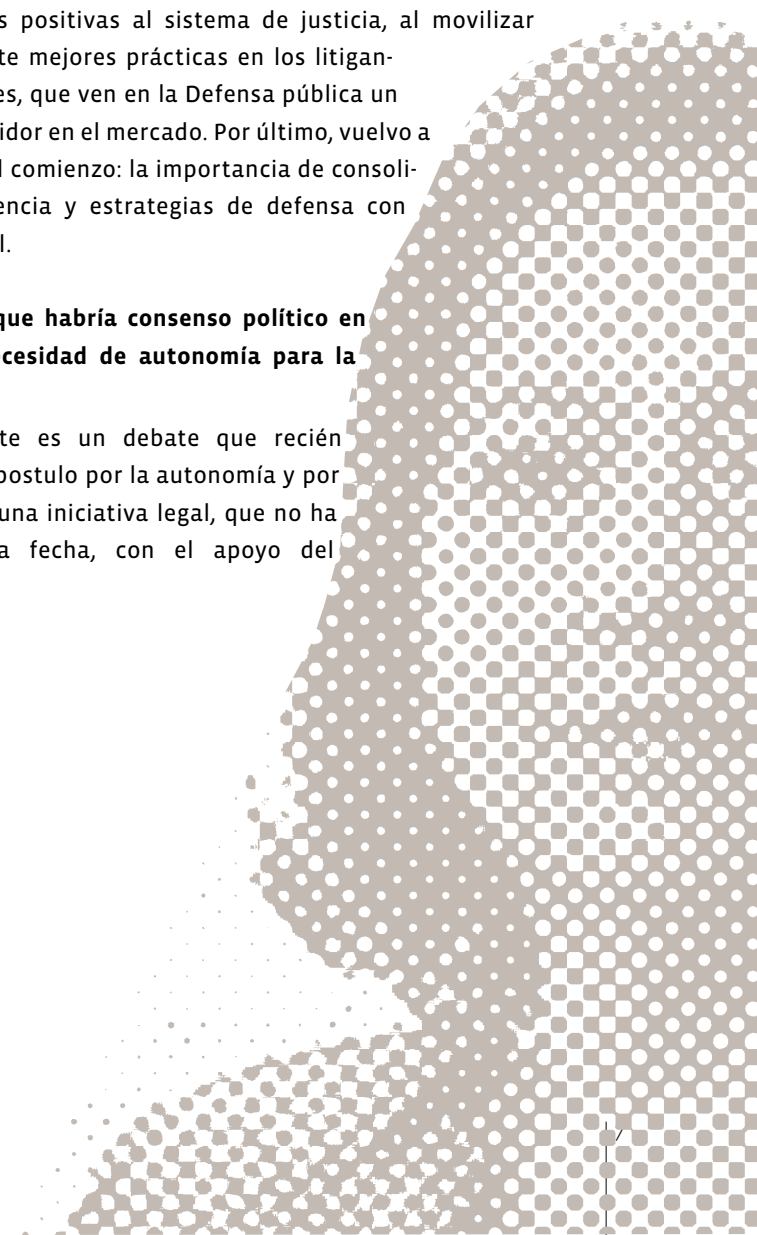 s positivas al sistema de justicia, al movilizar
te mejores prácticas en los litigan-
es, que ven en la Defensa pública un
idor en el mercado. Por último, vuelvo a
l comienzo: la importancia de consoli-
encia y estrategias de defensa con
l.
que habría consenso político en
cesidad de autonomía para la
te es un debate que recién
postulo por la autonomía y por
una iniciativa legal, que no ha
a fecha, con el apoyo del